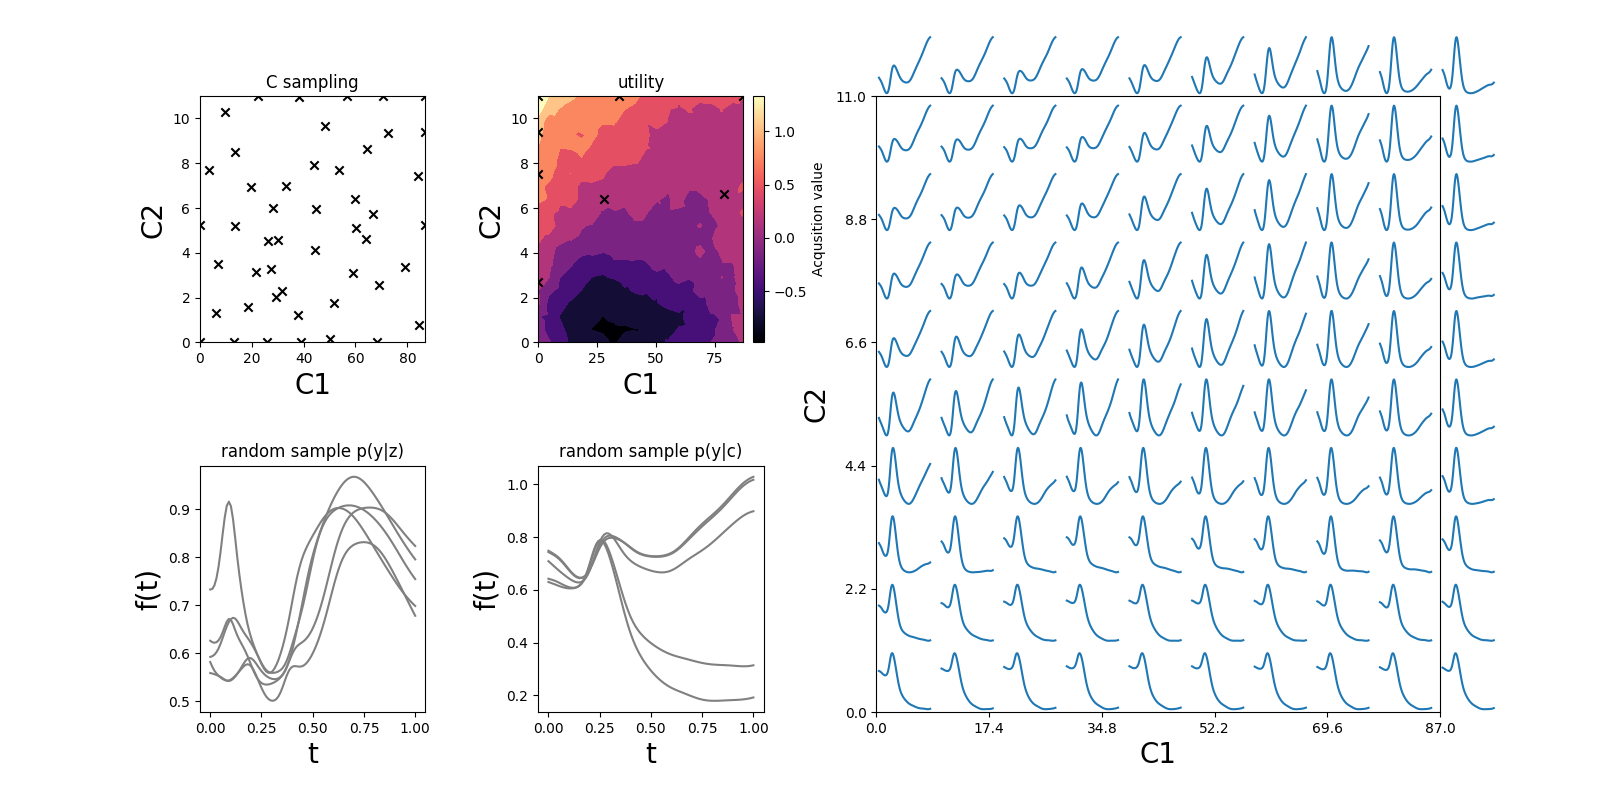 C sampling
10
8
6
4
2
0
C2
0 20 40 60 80
C1
utility
10
8
6
4
2
0
C2
0 25 50 75
C1
1.0
0.5
0.0
−0.5
Acqusition value
random sample p(y|z)
0.9
0.8
0.7
0.6
0.5
f(t)
0.00 0.25 0.50 0.75 1.00
t
random sample p(y|c)
1.0
0.8
0.6
0.4
0.2
f(t)
0.00 0.25 0.50 0.75 1.00
t
11.0
8.8
6.6
4.4
2.2
0.0
C2
0.0 17.4 34.8 52.2 69.6 87.0
C1